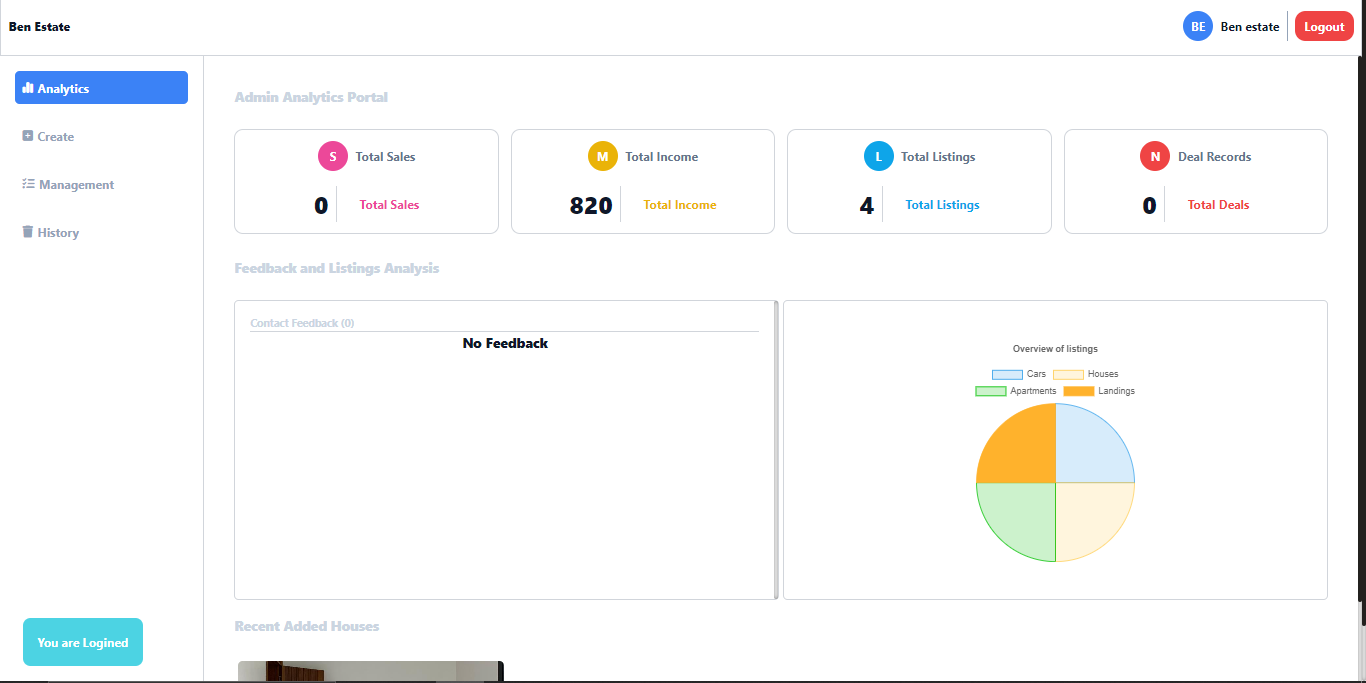 Ben Estate
BE Ben estate Logout
Analytics
Create
Management
History
You are Logined
Admin Analytics Portal
S Total Sales
0 Total Sales
M Total Income
820 Total Income
L Total Listings
4 Total Listings
N Deal Records
0 Total Deals
Feedback and Listings Analysis
Contact Feedback (0)
No Feedback
Overview of listings
Cars Houses
Apartments Landings
Recent Added Houses